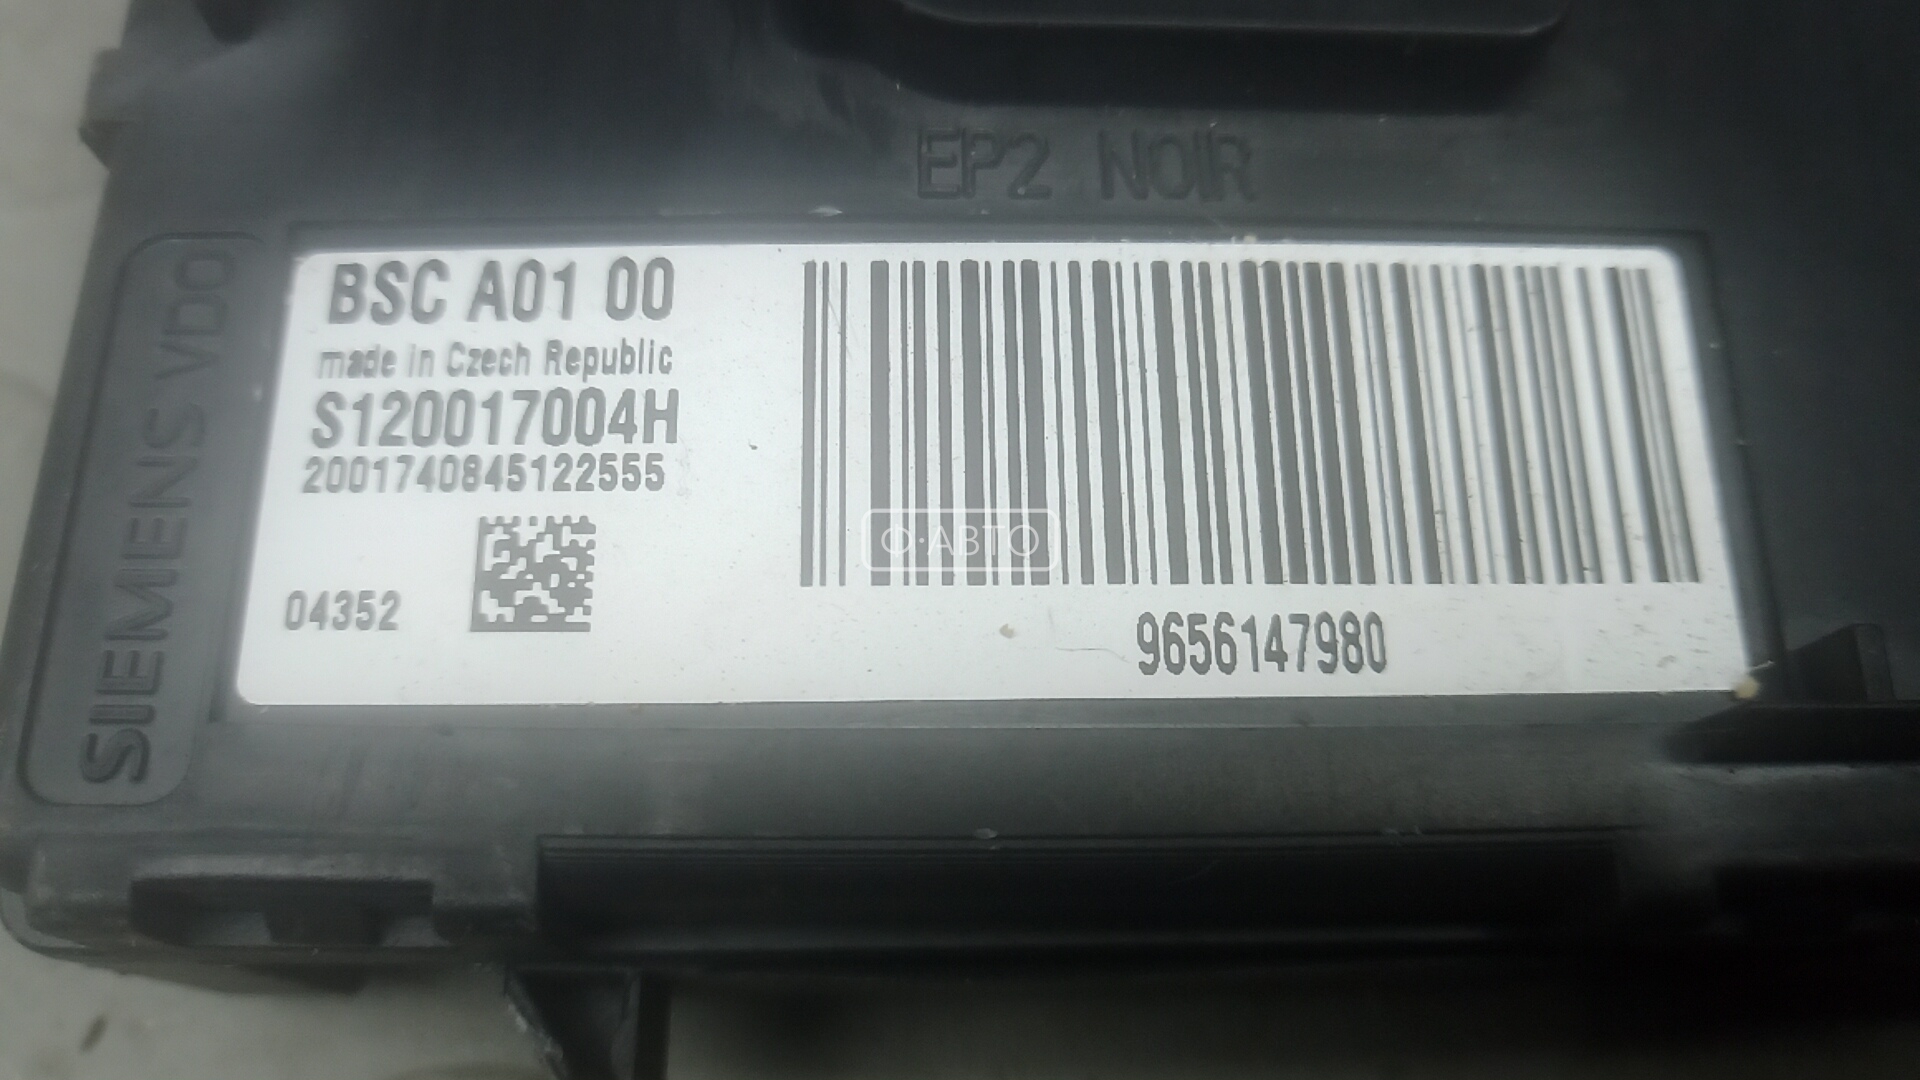 EP2 NOIR
SIEMENS VDO
BSC A01 00
made in Czech Republic
S120017004H
2001740845122555
04352
9656147980
Ф·АВТО